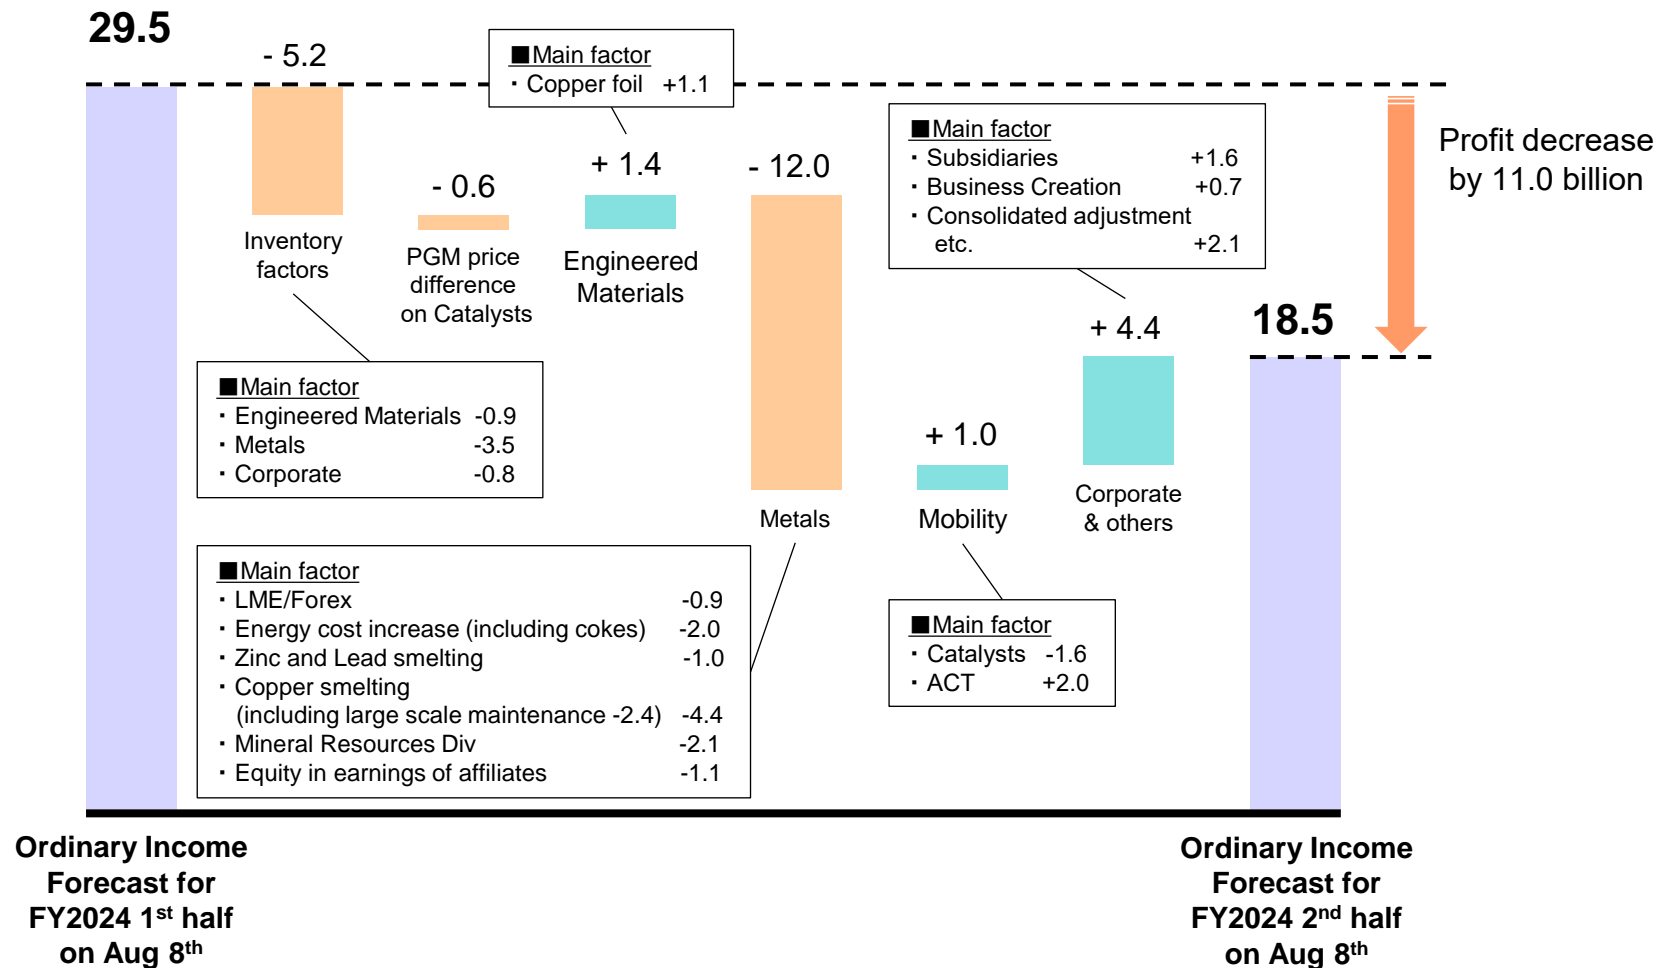 29.5
- 5.2
■Main factor
・Copper foil +1.1
- 0.6
+ 1.4
- 12.0
■Main factor
・Subsidiaries +1.6
・Business Creation +0.7
・Consolidated adjustment
etc. +2.1
Profit decrease
by 11.0 billion
Inventory
factors
PGM price
difference
on Catalysts
Engineered
Materials
+ 4.4
18.5
■Main factor
・Engineered Materials -0.9
・Metals -3.5
・Corporate -0.8
+ 1.0
Metals
Mobility
Corporate
& others
■Main factor
・LME/Forex -0.9
・Energy cost increase (including cokes) -2.0
・Zinc and Lead smelting -1.0
・Copper smelting
(including large scale maintenance -2.4) -4.4
・Mineral Resources Div -2.1
・Equity in earnings of affiliates -1.1
■Main factor
・Catalysts -1.6
・ACT +2.0
Ordinary Income
Forecast for
FY2024 1st half
on Aug 8th
Ordinary Income
Forecast for
FY2024 2nd half
on Aug 8th